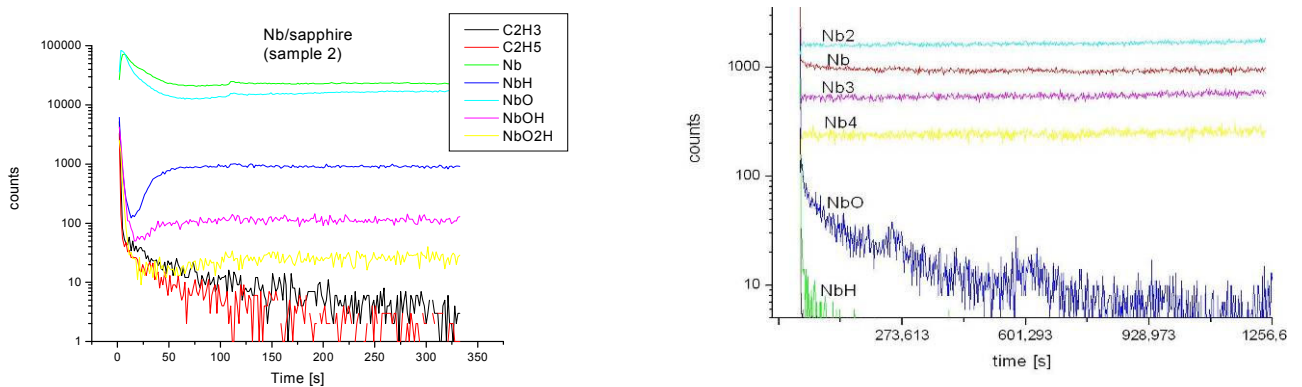 Nb/sapphire
(sample 2)
C2H3
C2H5
Nb
NbH
NbO
NbOH
NbO2H
100000
10000
1000
100
10
1
counts
0
50
100
150
200
250
300
350
Time [s]
Nb2
Nb
Nb3
Nb4
NbO
NbH
1000
100
10
counts
273,613
601,293
928,973
1256,6
time [s]